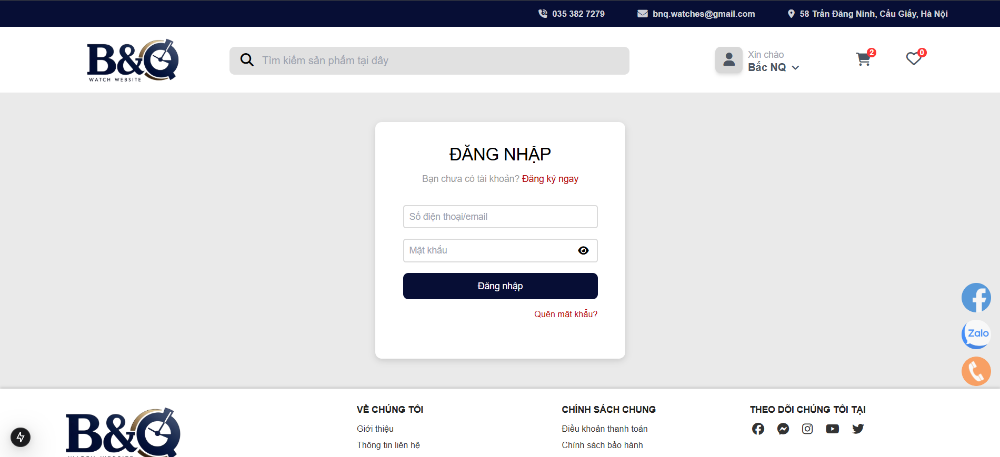 035 382 7279
bnq.watches@gmail.com
58 Trần Đăng Ninh, Cầu Giấy, Hà Nội
B&Q
WATCH WEBSITE
Tìm kiếm sản phẩm tại đây
Xin chào
Bắc NQ
2
0
ĐĂNG NHẬP
Bạn chưa có tài khoản? Đăng ký ngay
Số điện thoại/email
Mật khẩu
Đăng nhập
Quên mật khẩu?
Zalo
B&Q
WATCH WEBSITE
VỀ CHÚNG TÔI
Giới thiệu
Thông tin liên hệ
CHÍNH SÁCH CHUNG
Điều khoản thanh toán
Chính sách bảo hành
THEO DÕI CHÚNG TÔI TẠI